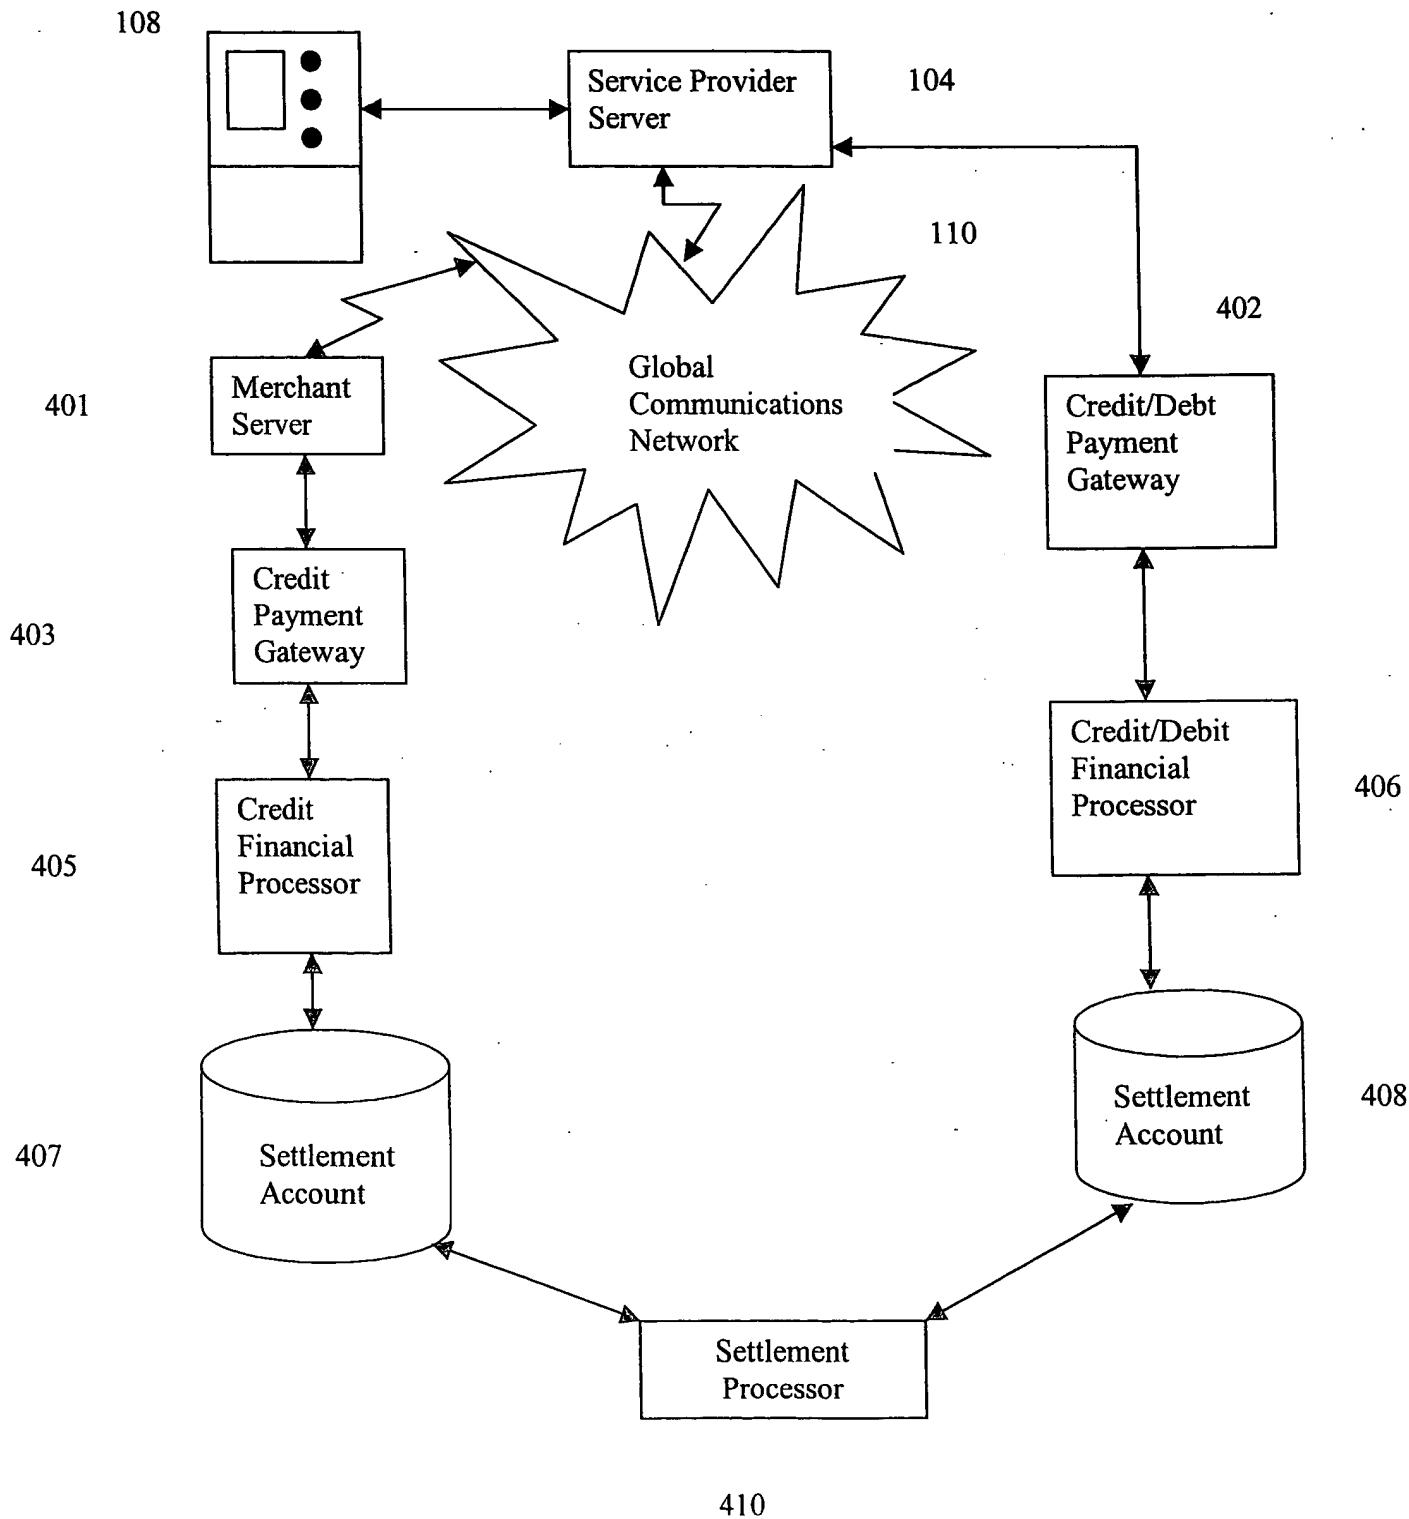 108
Service Provider
Server
104
110
402
Merchant
Server
401
Global
Communications
Network
Credit/Debt
Payment
Gateway
Credit
Payment
Gateway
403
Credit/Debit
Financial
Processor
406
Credit
Financial
Processor
405
Settlement
Account
408
Settlement
Account
407
Settlement
Processor
410